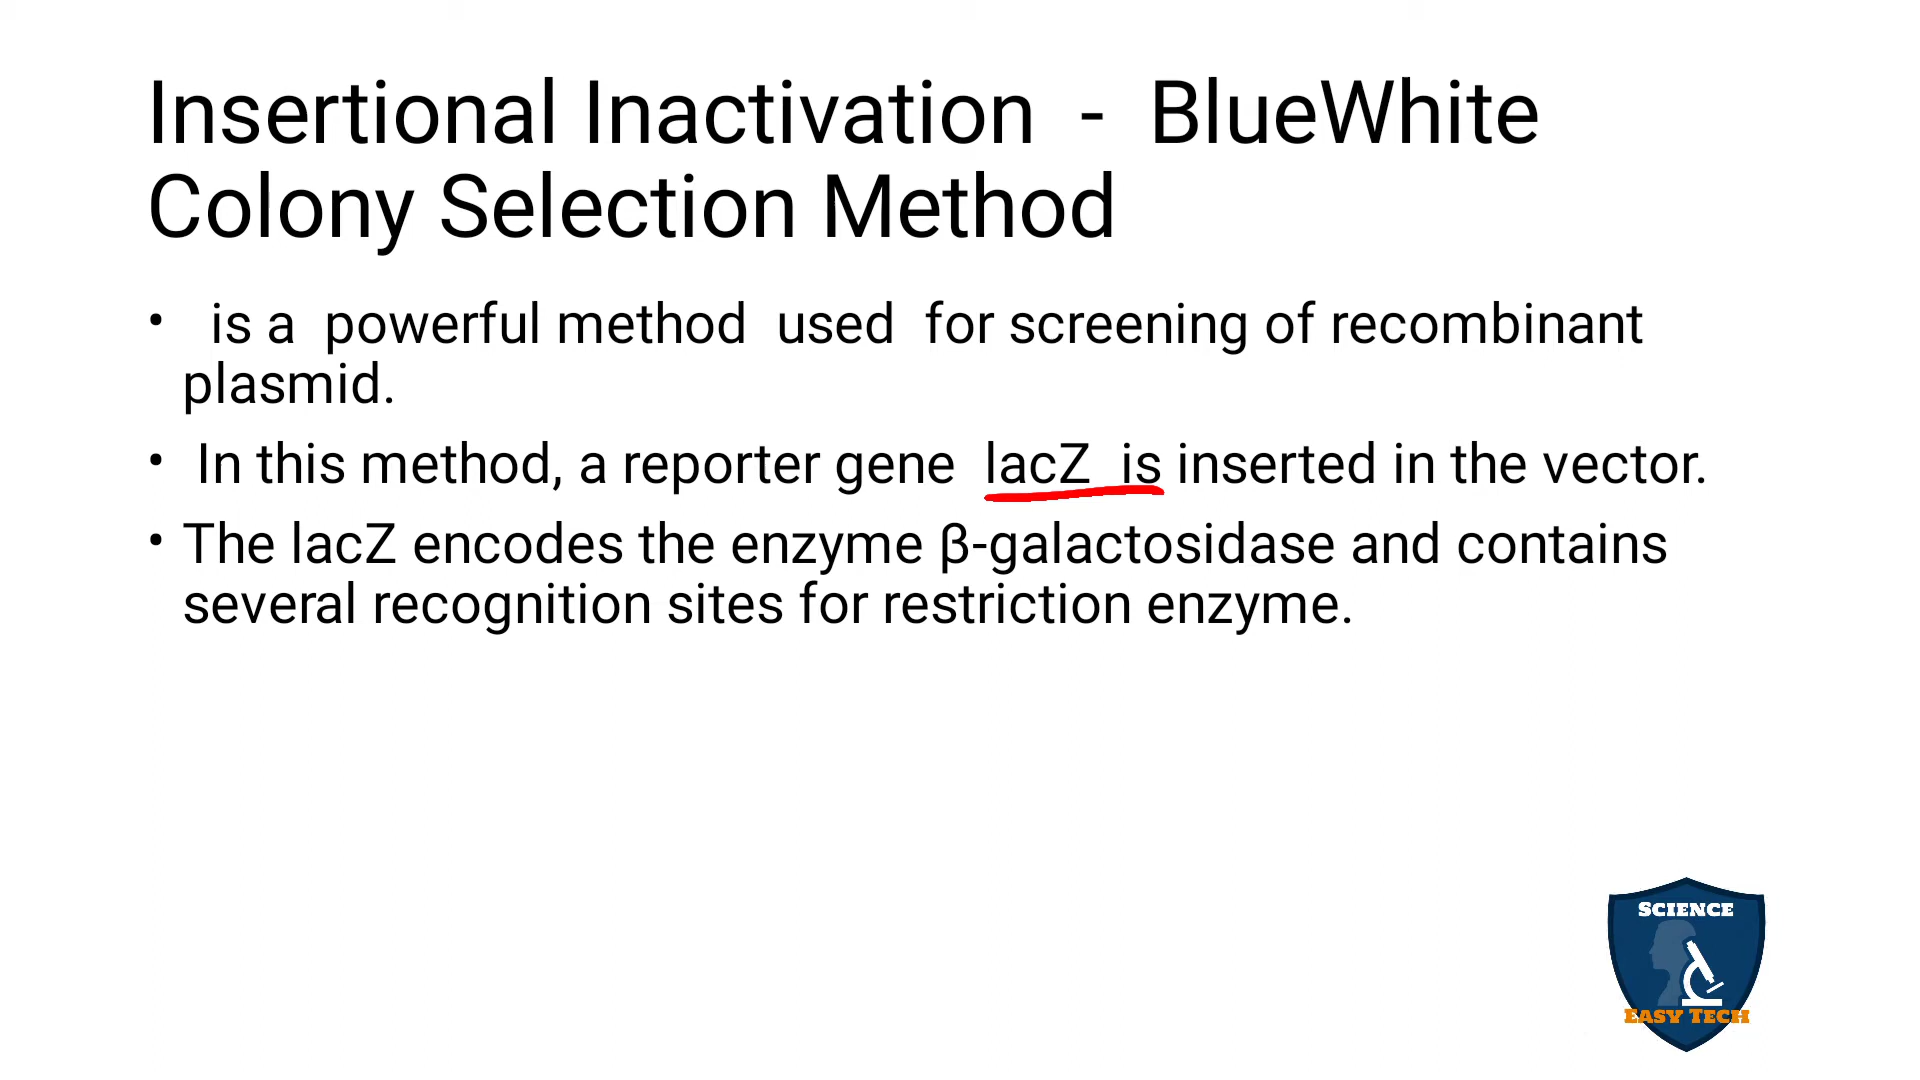 Insertional Inactivation - BlueWhite
Colony Selection Method
• is a powerful method used for screening of recombinant
plasmid.
• In this method, a reporter gene lacZ is inserted in the vector.
• The lacZ encodes the enzyme β-galactosidase and contains
several recognition sites for restriction enzyme.
SCIENCE
EASY TECH